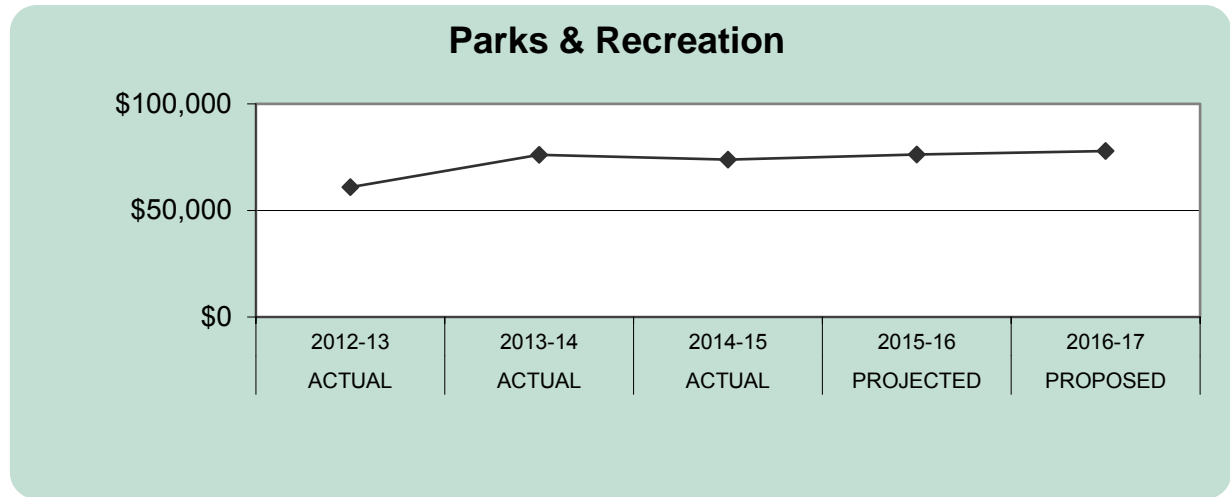 Parks & Recreation
$100,000
$50,000
$0
2012-13 2013-14 2014-15 2015-16 2016-17
ACTUAL ACTUAL ACTUAL PROJECTED PROPOSED